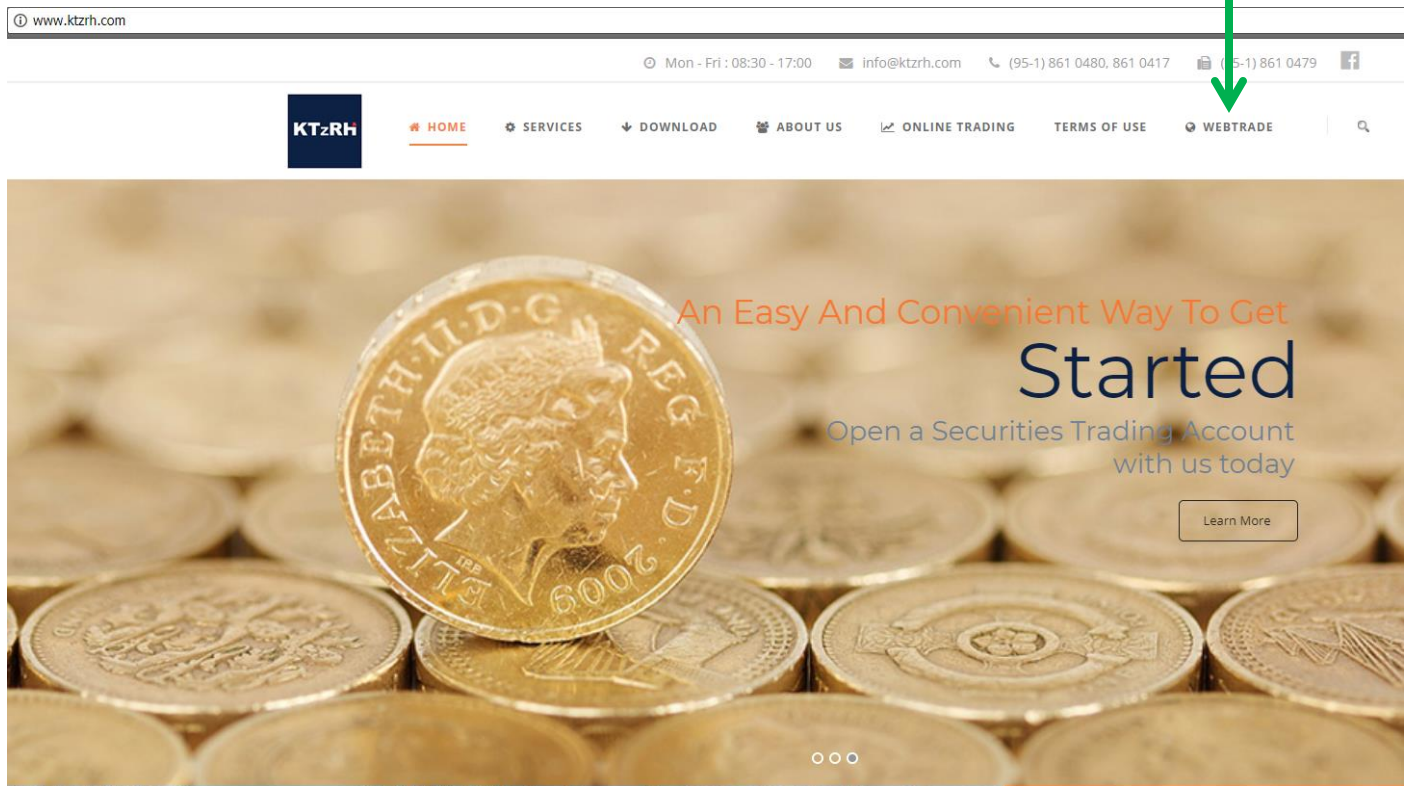 www.ktzrh.com
Mon - Fri : 08:30 - 17:00 info@ktzrh.com (95-1) 861 0480, 861 0417 ( 5-1) 861 0479
KTzRH HOME SERVICES DOWNLOAD ABOUT US ONLINE TRADING TERMS OF USE WEBTRADE
An Easy And Convenient Way To Get
Started
Open a Securities Trading Account
with us today
Learn More
ELIZABETH·II·D·G REG·F·D·2009
IRB